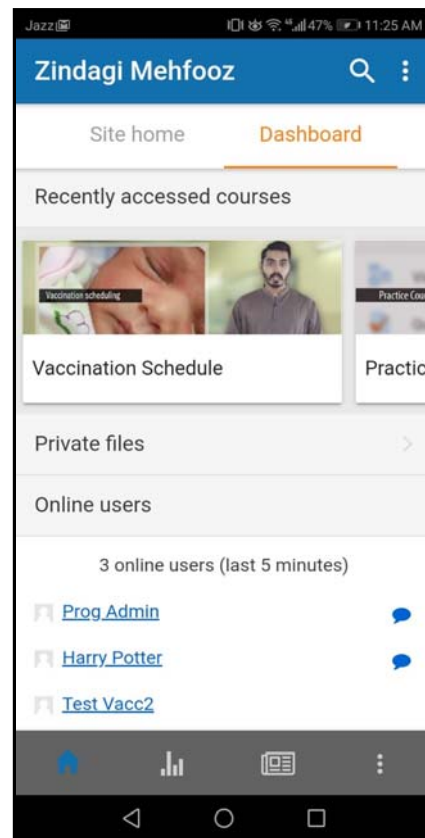 Jazz 47% 11:25 AM
Zindagi Mehfooz
Site home Dashboard
Recently accessed courses
Vaccination scheduling
Practice Cou
Vaccination Schedule
Practic
Private files
Online users
3 online users (last 5 minutes)
Prog Admin
Harry Potter
Test Vacc2